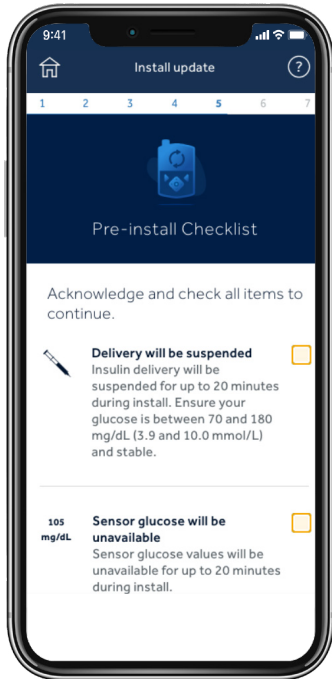 9:41
Install update
?
1 2 3 4 5 6 7
Pre-install Checklist
Acknowledge and check all items to
continue.
Delivery will be suspended
Insulin delivery will be
suspended for up to 20 minutes
during install. Ensure your
glucose is between 70 and 180
mg/dL (3.9 and 10.0 mmol/L)
and stable.
105
mg/dL
Sensor glucose will be
unavailable
Sensor glucose values will be
unavailable for up to 20 minutes
during install.